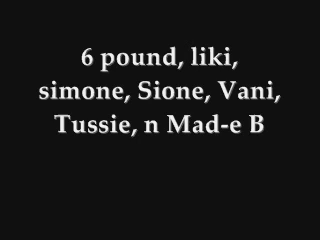 6 pound, liki,
simone, Sione, Vani,
Tussie, n Mad-e B